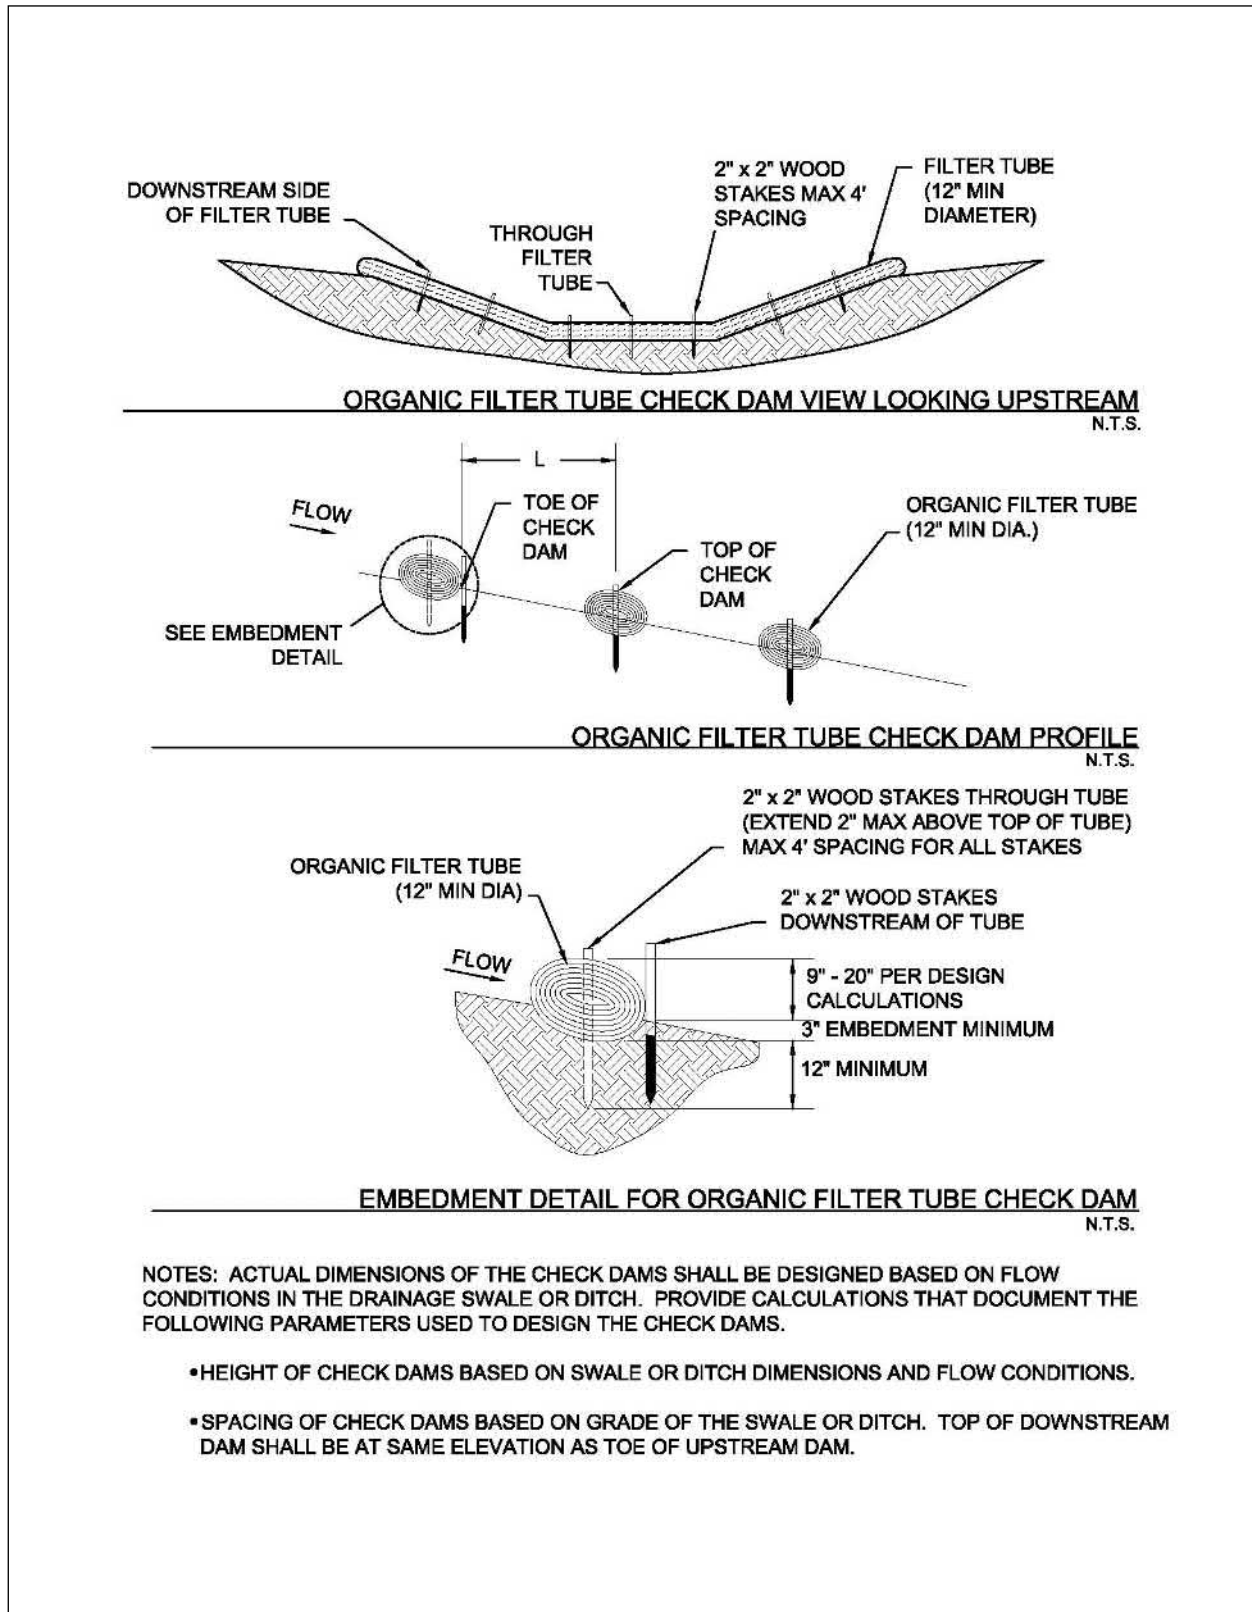 DOWNSTREAM SIDE
OF FILTER TUBE
THROUGH
FILTER
TUBE
2" x 2" WOOD
STAKES MAX 4'
SPACING
FILTER TUBE
(12" MIN
DIAMETER)
ORGANIC FILTER TUBE CHECK DAM VIEW LOOKING UPSTREAM
N.T.S.
L
FLOW
TOE OF
CHECK
DAM
TOP OF
CHECK
DAM
ORGANIC FILTER TUBE
(12" MIN DIA.)
SEE EMBEDMENT
DETAIL
ORGANIC FILTER TUBE CHECK DAM PROFILE
N.T.S.
2" x 2" WOOD STAKES THROUGH TUBE
(EXTEND 2" MAX ABOVE TOP OF TUBE)
MAX 4' SPACING FOR ALL STAKES
ORGANIC FILTER TUBE
(12" MIN DIA)
2" x 2" WOOD STAKES
DOWNSTREAM OF TUBE
FLOW
9" - 20" PER DESIGN
CALCULATIONS
3" EMBEDMENT MINIMUM
12" MINIMUM
EMBEDMENT DETAIL FOR ORGANIC FILTER TUBE CHECK DAM
N.T.S.
NOTES: ACTUAL DIMENSIONS OF THE CHECK DAMS SHALL BE DESIGNED BASED ON FLOW
CONDITIONS IN THE DRAINAGE SWALE OR DITCH. PROVIDE CALCULATIONS THAT DOCUMENT THE
FOLLOWING PARAMETERS USED TO DESIGN THE CHECK DAMS.
•HEIGHT OF CHECK DAMS BASED ON SWALE OR DITCH DIMENSIONS AND FLOW CONDITIONS.
•SPACING OF CHECK DAMS BASED ON GRADE OF THE SWALE OR DITCH. TOP OF DOWNSTREAM
DAM SHALL BE AT SAME ELEVATION AS TOE OF UPSTREAM DAM.